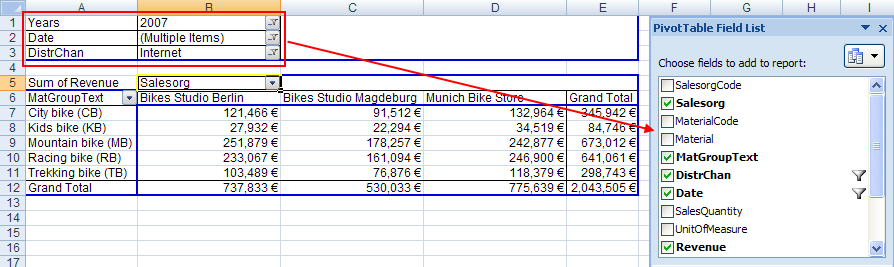 A B C D E F G H I
1 Years 2007
2 Date (Multiple Items)
3 DistrChan Internet
4
5 Sum of Revenue Salesorg
6 MatGroupText Bikes Studio Berlin Bikes Studio Magdeburg Munich Bike Store Grand Total
7 City bike (CB) 121,466 € 91,512 € 132,964 € 345,942 €
8 Kids bike (KB) 27,932 € 22,294 € 34,519 € 84,746 €
9 Mountain bike (MB) 251,879 € 178,257 € 242,877 € 673,012 €
10 Racing bike (RB) 233,067 € 161,094 € 246,900 € 641,061 €
11 Trekking bike (TB) 103,489 € 76,876 € 118,379 € 298,743 €
12 Grand Total 737,833 € 530,033 € 775,639 € 2,043,505 €
13
14
15
16
17
PivotTable Field List
Choose fields to add to report:
SalesorgCode
Salesorg
MaterialCode
Material
MatGroupText
DistrChan
Date
SalesQuantity
UnitOfMeasure
Revenue